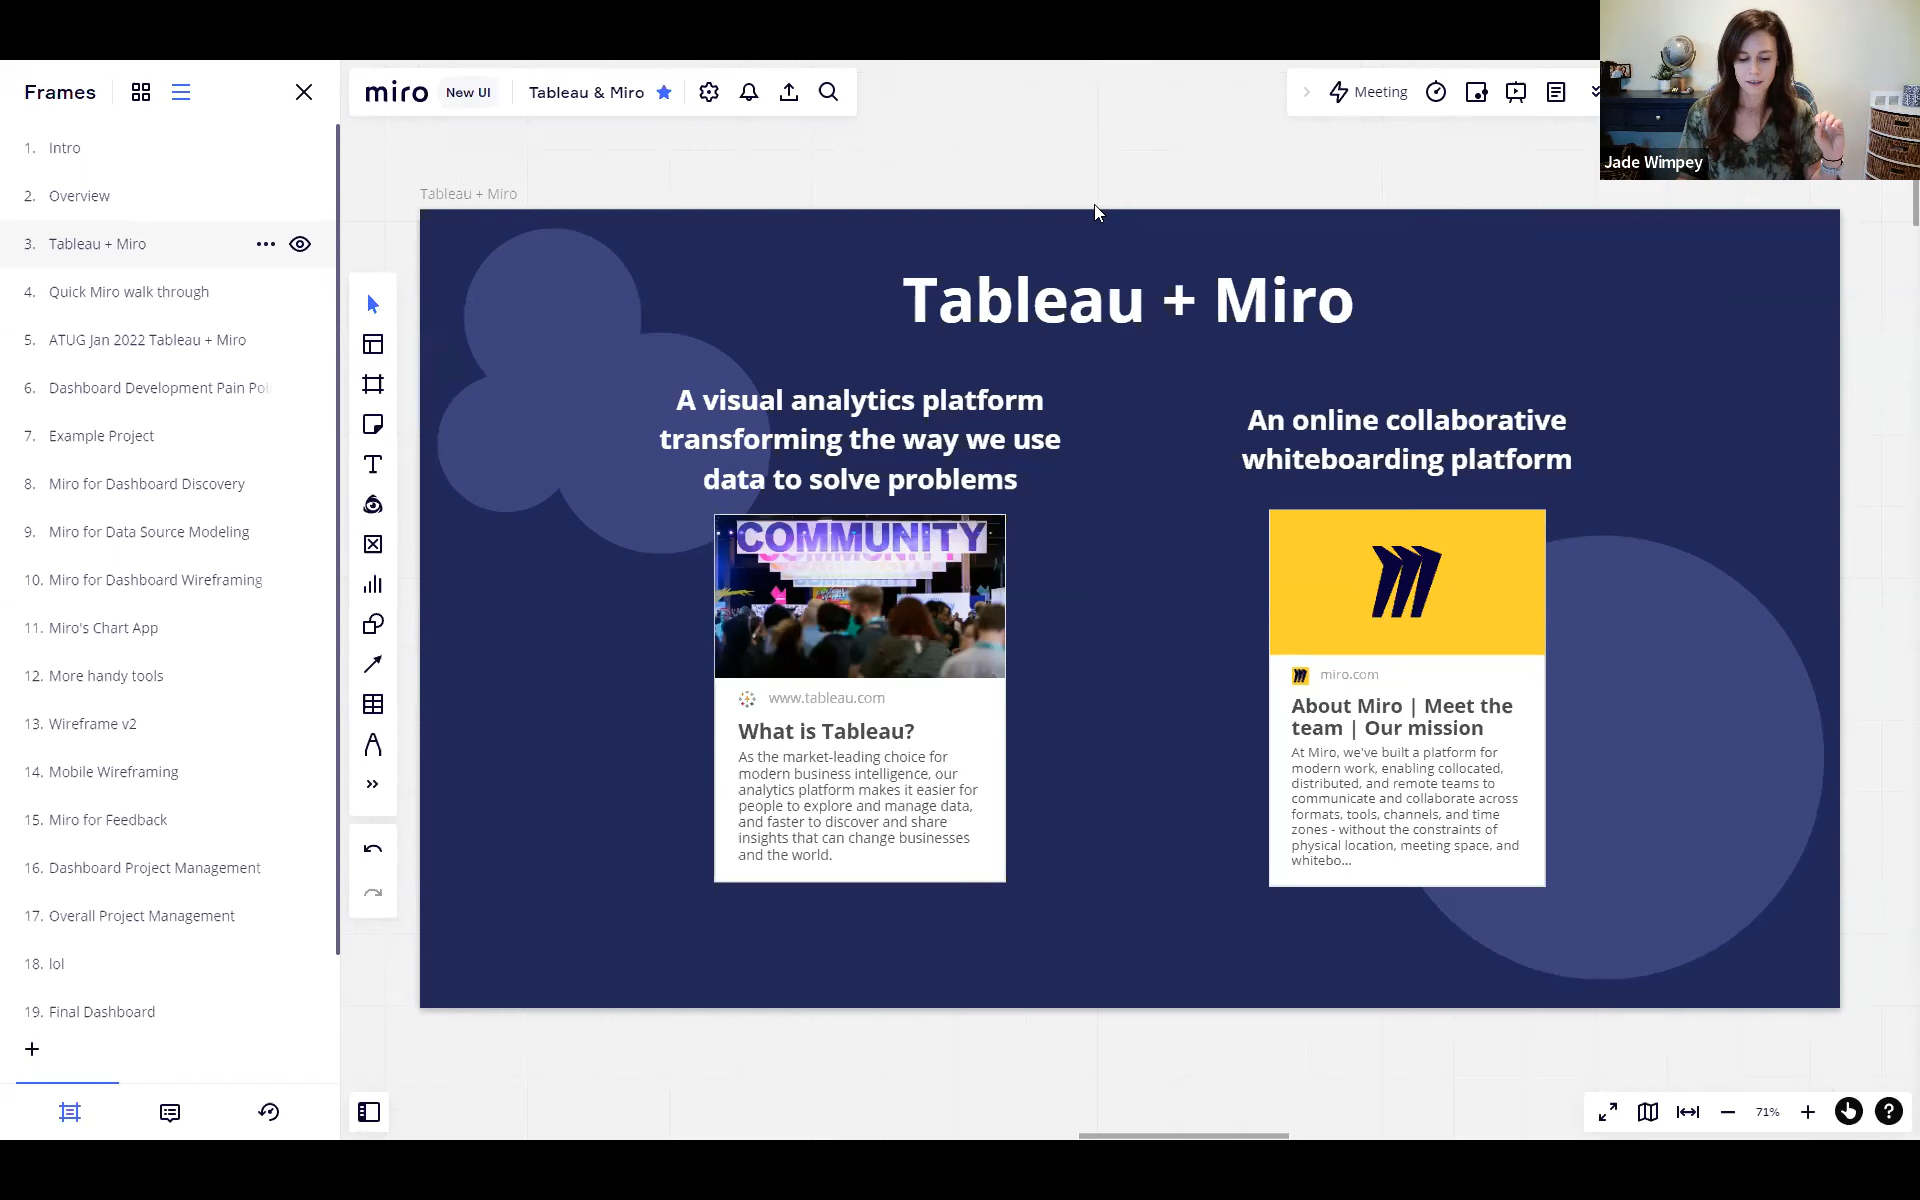 Frames
miro
New UI
Tableau & Miro
Meeting
Jade Wimpey
1. Intro
2. Overview
3. Tableau + Miro
4. Quick Miro walk through
5. ATUG Jan 2022 Tableau + Miro
6. Dashboard Development Pain Poi
7. Example Project
8. Miro for Dashboard Discovery
9. Miro for Data Source Modeling
10. Miro for Dashboard Wireframing
11. Miro's Chart App
12. More handy tools
13. Wireframe v2
14. Mobile Wireframing
15. Miro for Feedback
16. Dashboard Project Management
17. Overall Project Management
18. lol
19. Final Dashboard
Tableau + Miro
Tableau + Miro
A visual analytics platform
transforming the way we use
data to solve problems
COMMUNITY
www.tableau.com
What is Tableau?
As the market-leading choice for
modern business intelligence, our
analytics platform makes it easier for
people to explore and manage data,
and faster to discover and share
insights that can change businesses
and the world.
An online collaborative
whiteboarding platform
miro.com
About Miro | Meet the
team | Our mission
At Miro, we've built a platform for
modern work, enabling collocated,
distributed, and remote teams to
communicate and collaborate across
formats, tools, channels, and time
zones - without the constraints of
physical location, meeting space, and
whitebo...
71%